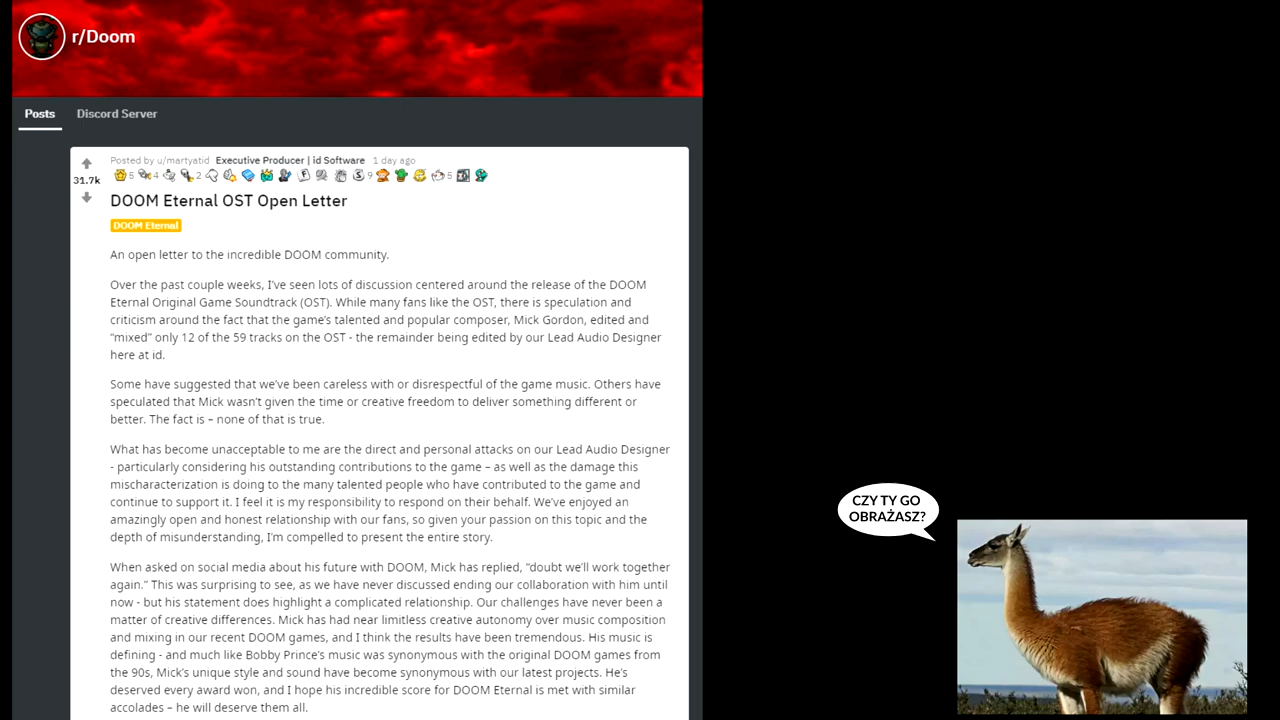 r/Doom
Posts Discord Server
Posted by u/martyatid Executive Producer | id Software 1 day ago
5 4 2 9 5
31.7k
DOOM Eternal OST Open Letter
DOOM Eternal
An open letter to the incredible DOOM community.
Over the past couple weeks, I've seen lots of discussion centered around the release of the DOOM
Eternal Original Game Soundtrack (OST). While many fans like the OST, there is speculation and
criticism around the fact that the game's talented and popular composer, Mick Gordon, edited and
"mixed" only 12 of the 59 tracks on the OST - the remainder being edited by our Lead Audio Designer
here at id.
Some have suggested that we've been careless with or disrespectful of the game music. Others have
speculated that Mick wasn't given the time or creative freedom to deliver something different or
better. The fact is – none of that is true.
What has become unacceptable to me are the direct and personal attacks on our Lead Audio Designer
- particularly considering his outstanding contributions to the game – as well as the damage this
mischaracterization is doing to the many talented people who have contributed to the game and
continue to support it. I feel it is my responsibility to respond on their behalf. We've enjoyed an
amazingly open and honest relationship with our fans, so given your passion on this topic and the
depth of misunderstanding, I'm compelled to present the entire story.
When asked on social media about his future with DOOM, Mick has replied, "doubt we'll work together
again." This was surprising to see, as we have never discussed ending our collaboration with him until
now - but his statement does highlight a complicated relationship. Our challenges have never been a
matter of creative differences. Mick has had near limitless creative autonomy over music composition
and mixing in our recent DOOM games, and I think the results have been tremendous. His music is
defining - and much like Bobby Prince's music was synonymous with the original DOOM games from
the 90s, Mick's unique style and sound have become synonymous with our latest projects. He's
deserved every award won, and I hope his incredible score for DOOM Eternal is met with similar
accolades – he will deserve them all.
CZY TY GO
OBRAŻASZ?